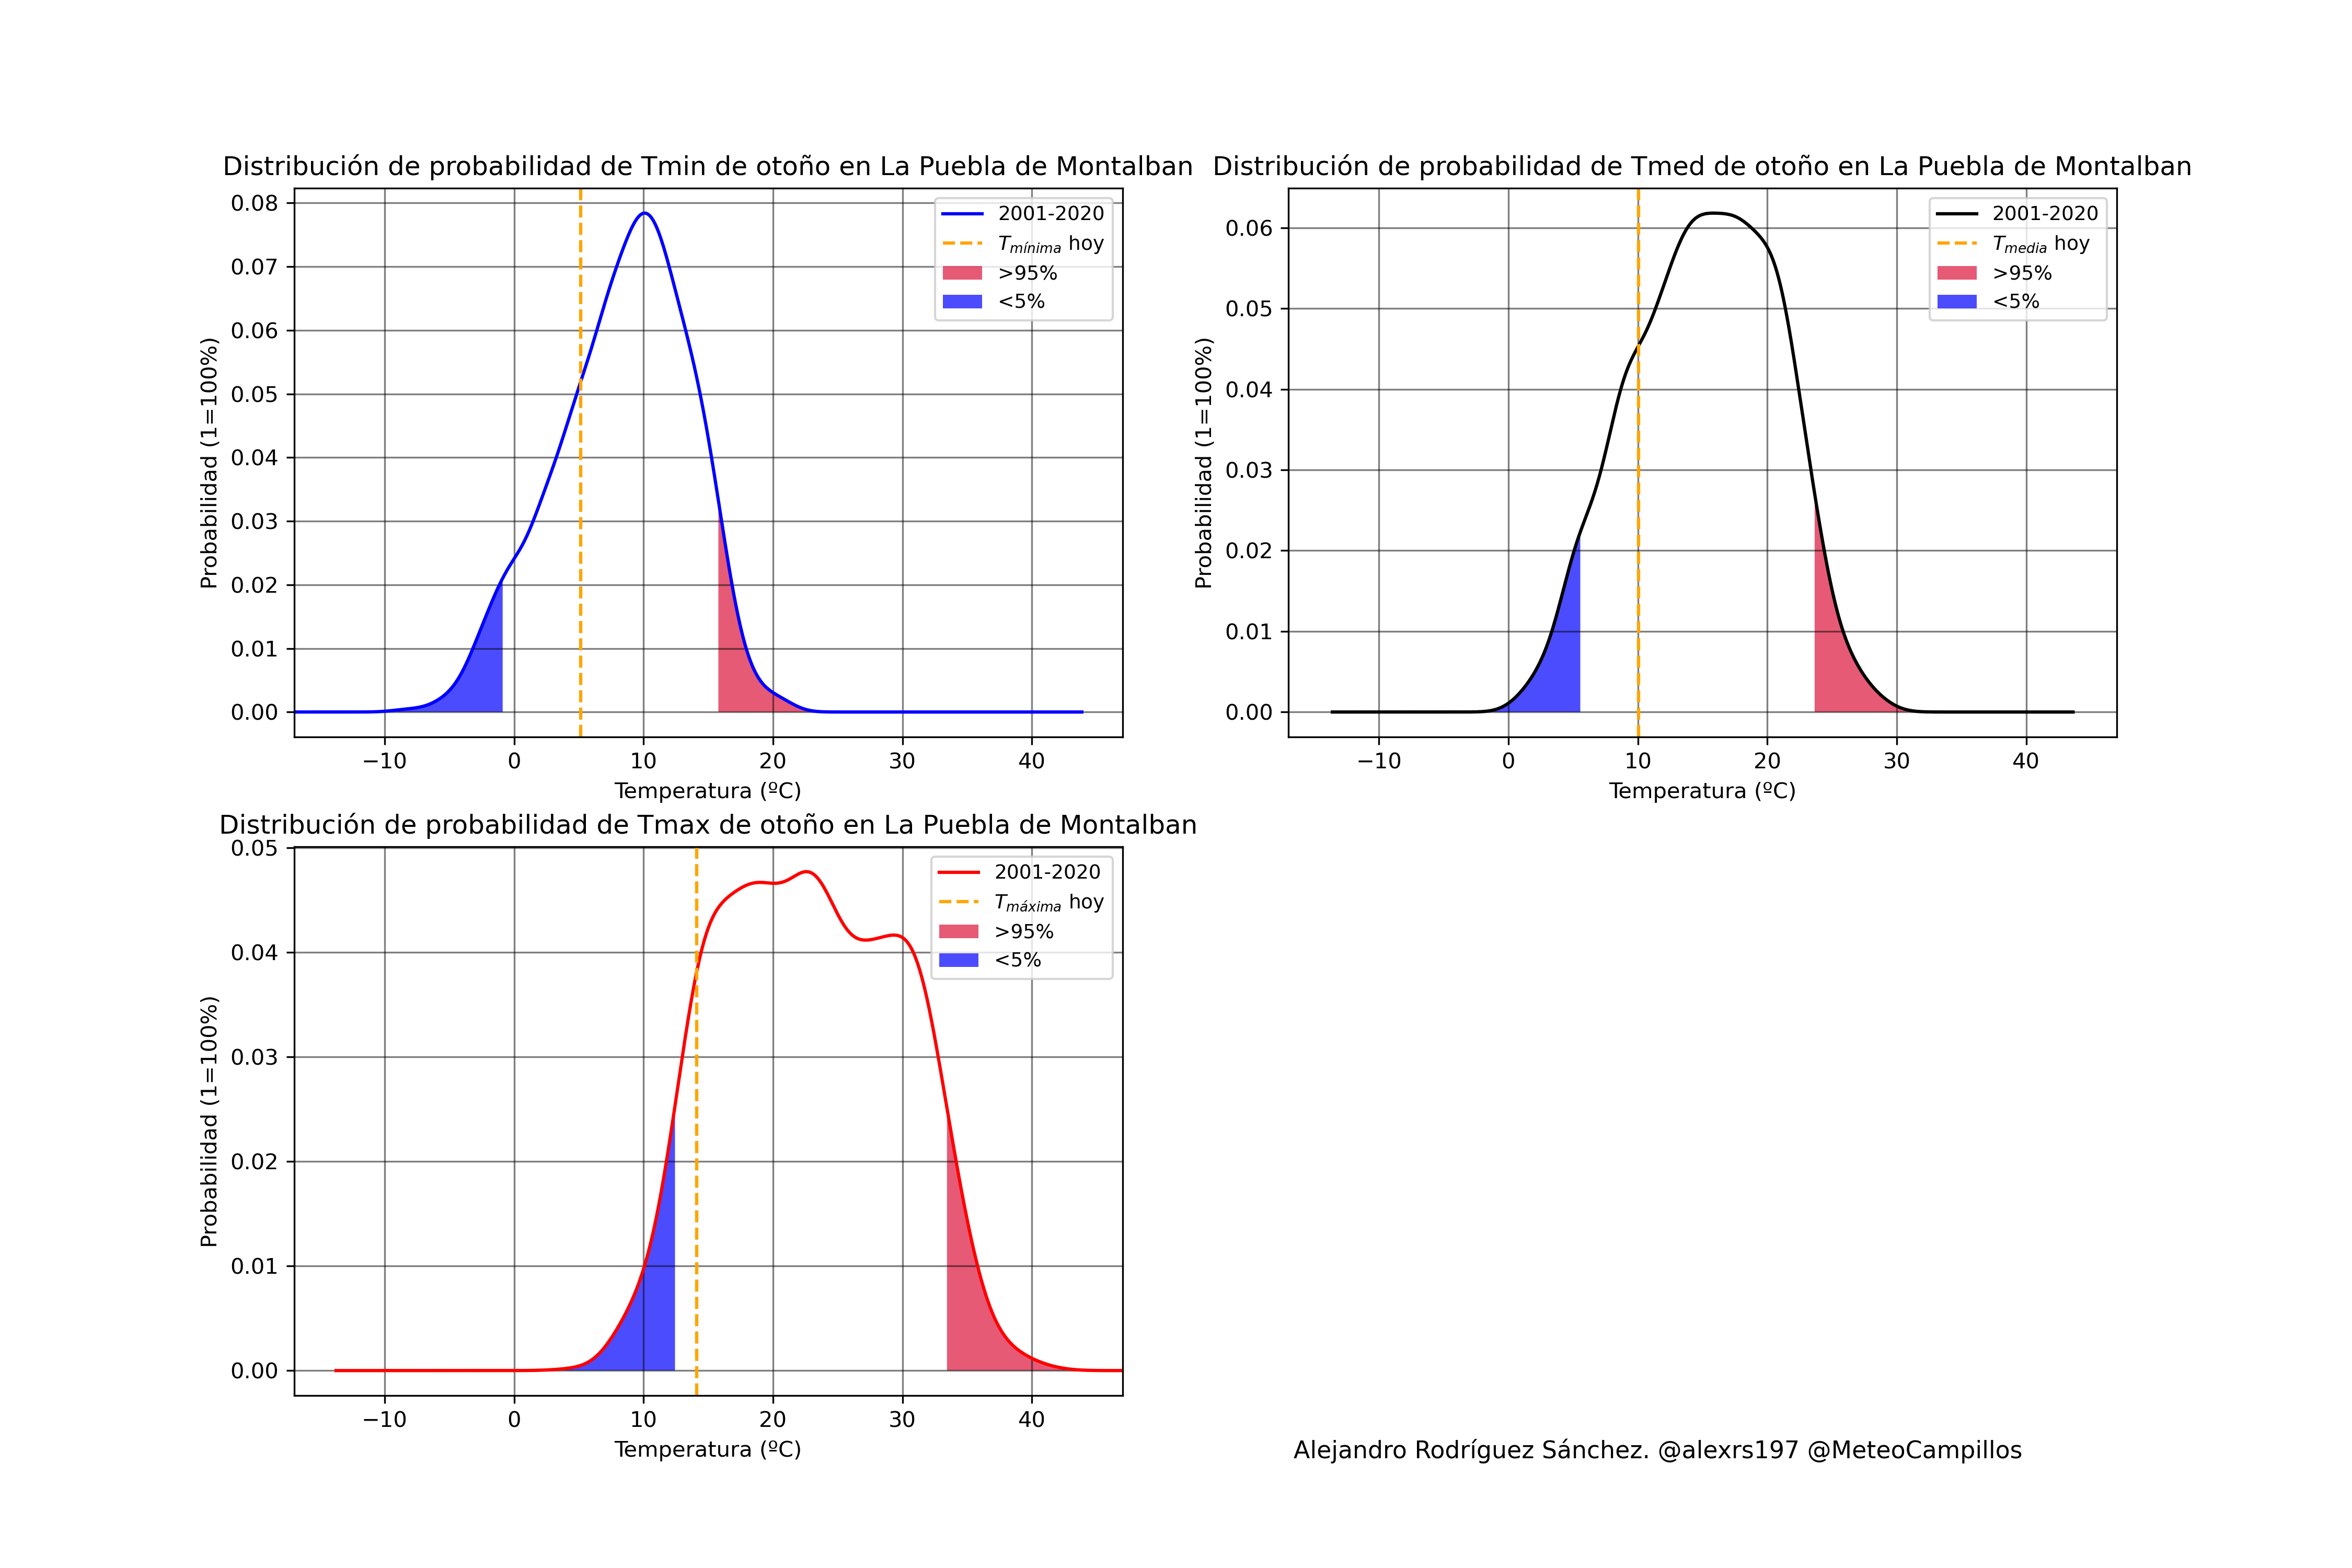 Distribución de probabilidad de Tmin de otoño en La Puebla de Montalban
0.08
0.07
0.06
0.05
0.04
0.03
0.02
0.01
0.00
Probabilidad (1=100%)
2001-2020
Tmínima hoy
>95%
<5%
−10 0 10 20 30 40
Temperatura (ºC)
Distribución de probabilidad de Tmed de otoño en La Puebla de Montalban
0.06
0.05
0.04
0.03
0.02
0.01
0.00
Probabilidad (1=100%)
2001-2020
Tmedia hoy
>95%
<5%
−10 0 10 20 30 40
Temperatura (ºC)
Distribución de probabilidad de Tmax de otoño en La Puebla de Montalban
0.05
0.04
0.03
0.02
0.01
0.00
Probabilidad (1=100%)
2001-2020
Tmáxima hoy
>95%
<5%
−10 0 10 20 30 40
Temperatura (ºC)
Alejandro Rodríguez Sánchez. @alexrs197 @MeteoCampillos